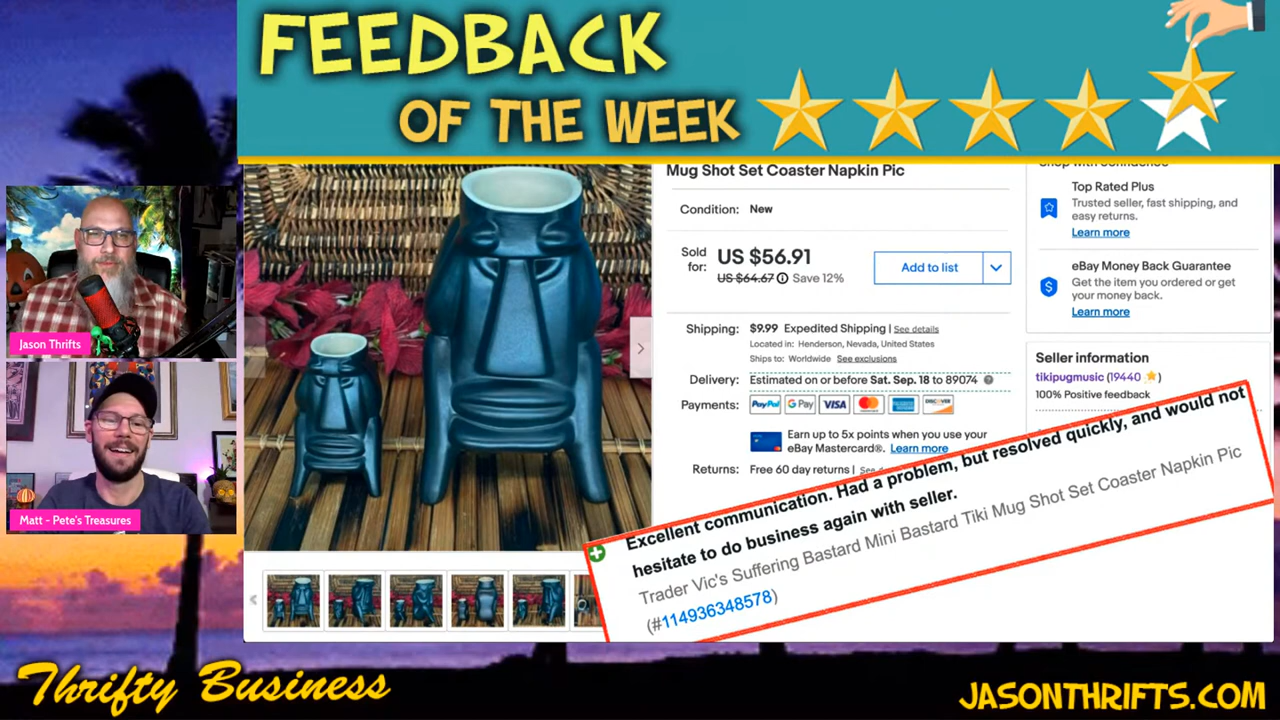 FEEDBACK
OF THE WEEK
Mug Shot Set Coaster Napkin Pic
Condition: New
Sold for: US $56.91
US $64.67 Save 12%
Add to list
Shipping: $9.99 Expedited Shipping | See details
Located in: Henderson, Nevada, United States
Ships to: Worldwide See exclusions
Delivery: Estimated on or before Sat. Sep. 18 to 89074
Payments: PayPal G Pay VISA
Earn up to 5x points when you use your
eBay Mastercard®. Learn more
Returns: Free 60 day returns |
Shop with confidence
Top Rated Plus
Trusted seller, fast shipping, and
easy returns.
Learn more
eBay Money Back Guarantee
Get the item you ordered or get
your money back.
Learn more
Seller information
tikipugmusic (19440 )
100% Positive feedback
Excellent communication. Had a problem, but resolved quickly, and would not
hesitate to do business again with seller.
Trader Vic's Suffering Bastard Mini Bastard Tiki Mug Shot Set Coaster Napkin Pic
(#114936348578)
Jason Thrifts
Matt - Pete's Treasures
Thrifty Business
JASONTHRIFTS.COM